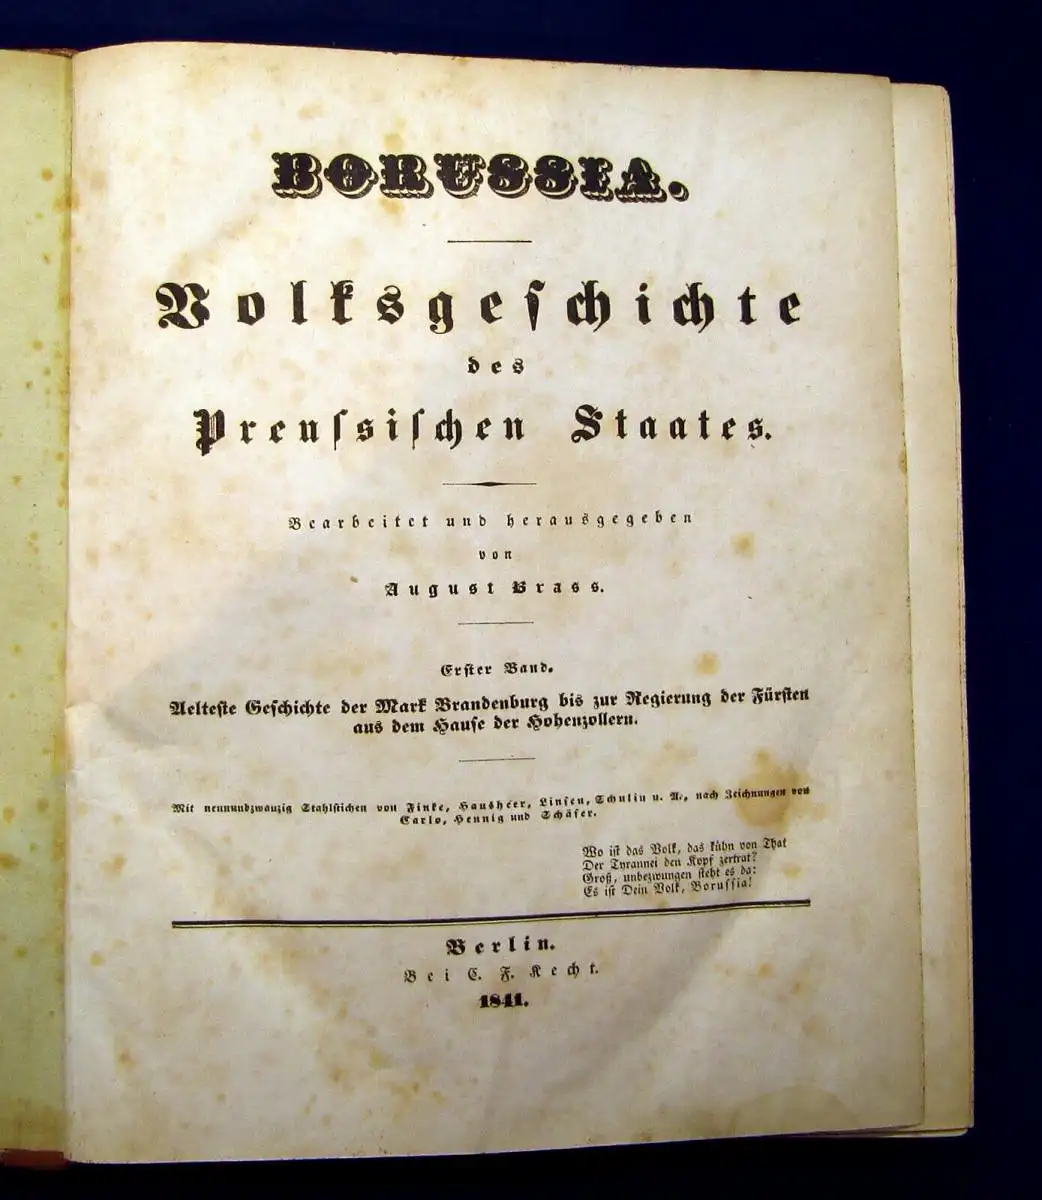 BORUSSIA.
Volksgeschichte
des
Preuſsiſchen Staates.
Bearbeitet und herausgegeben
von
August Brass.
Erſter Band.
Aelteſte Geſchichte der Mark Brandenburg bis zur Regierung der Fürſten
aus dem Hauſe der Hohenzollern.
Mit neunundzwanzig Stahlſtichen von Finke, Hausheer, Linſen, Schulin u. A., nach Zeichnungen von
Carlo, Hennig und Schäfer.
Wo iſt das Volk, das kühn von That
Der Tyrannei den Kopf zertrat?
Groß, unbezwungen ſteht es da:
Es iſt Dein Volk, Boruſſia!
Berlin.
Bei C. F. Kecht.
1841.